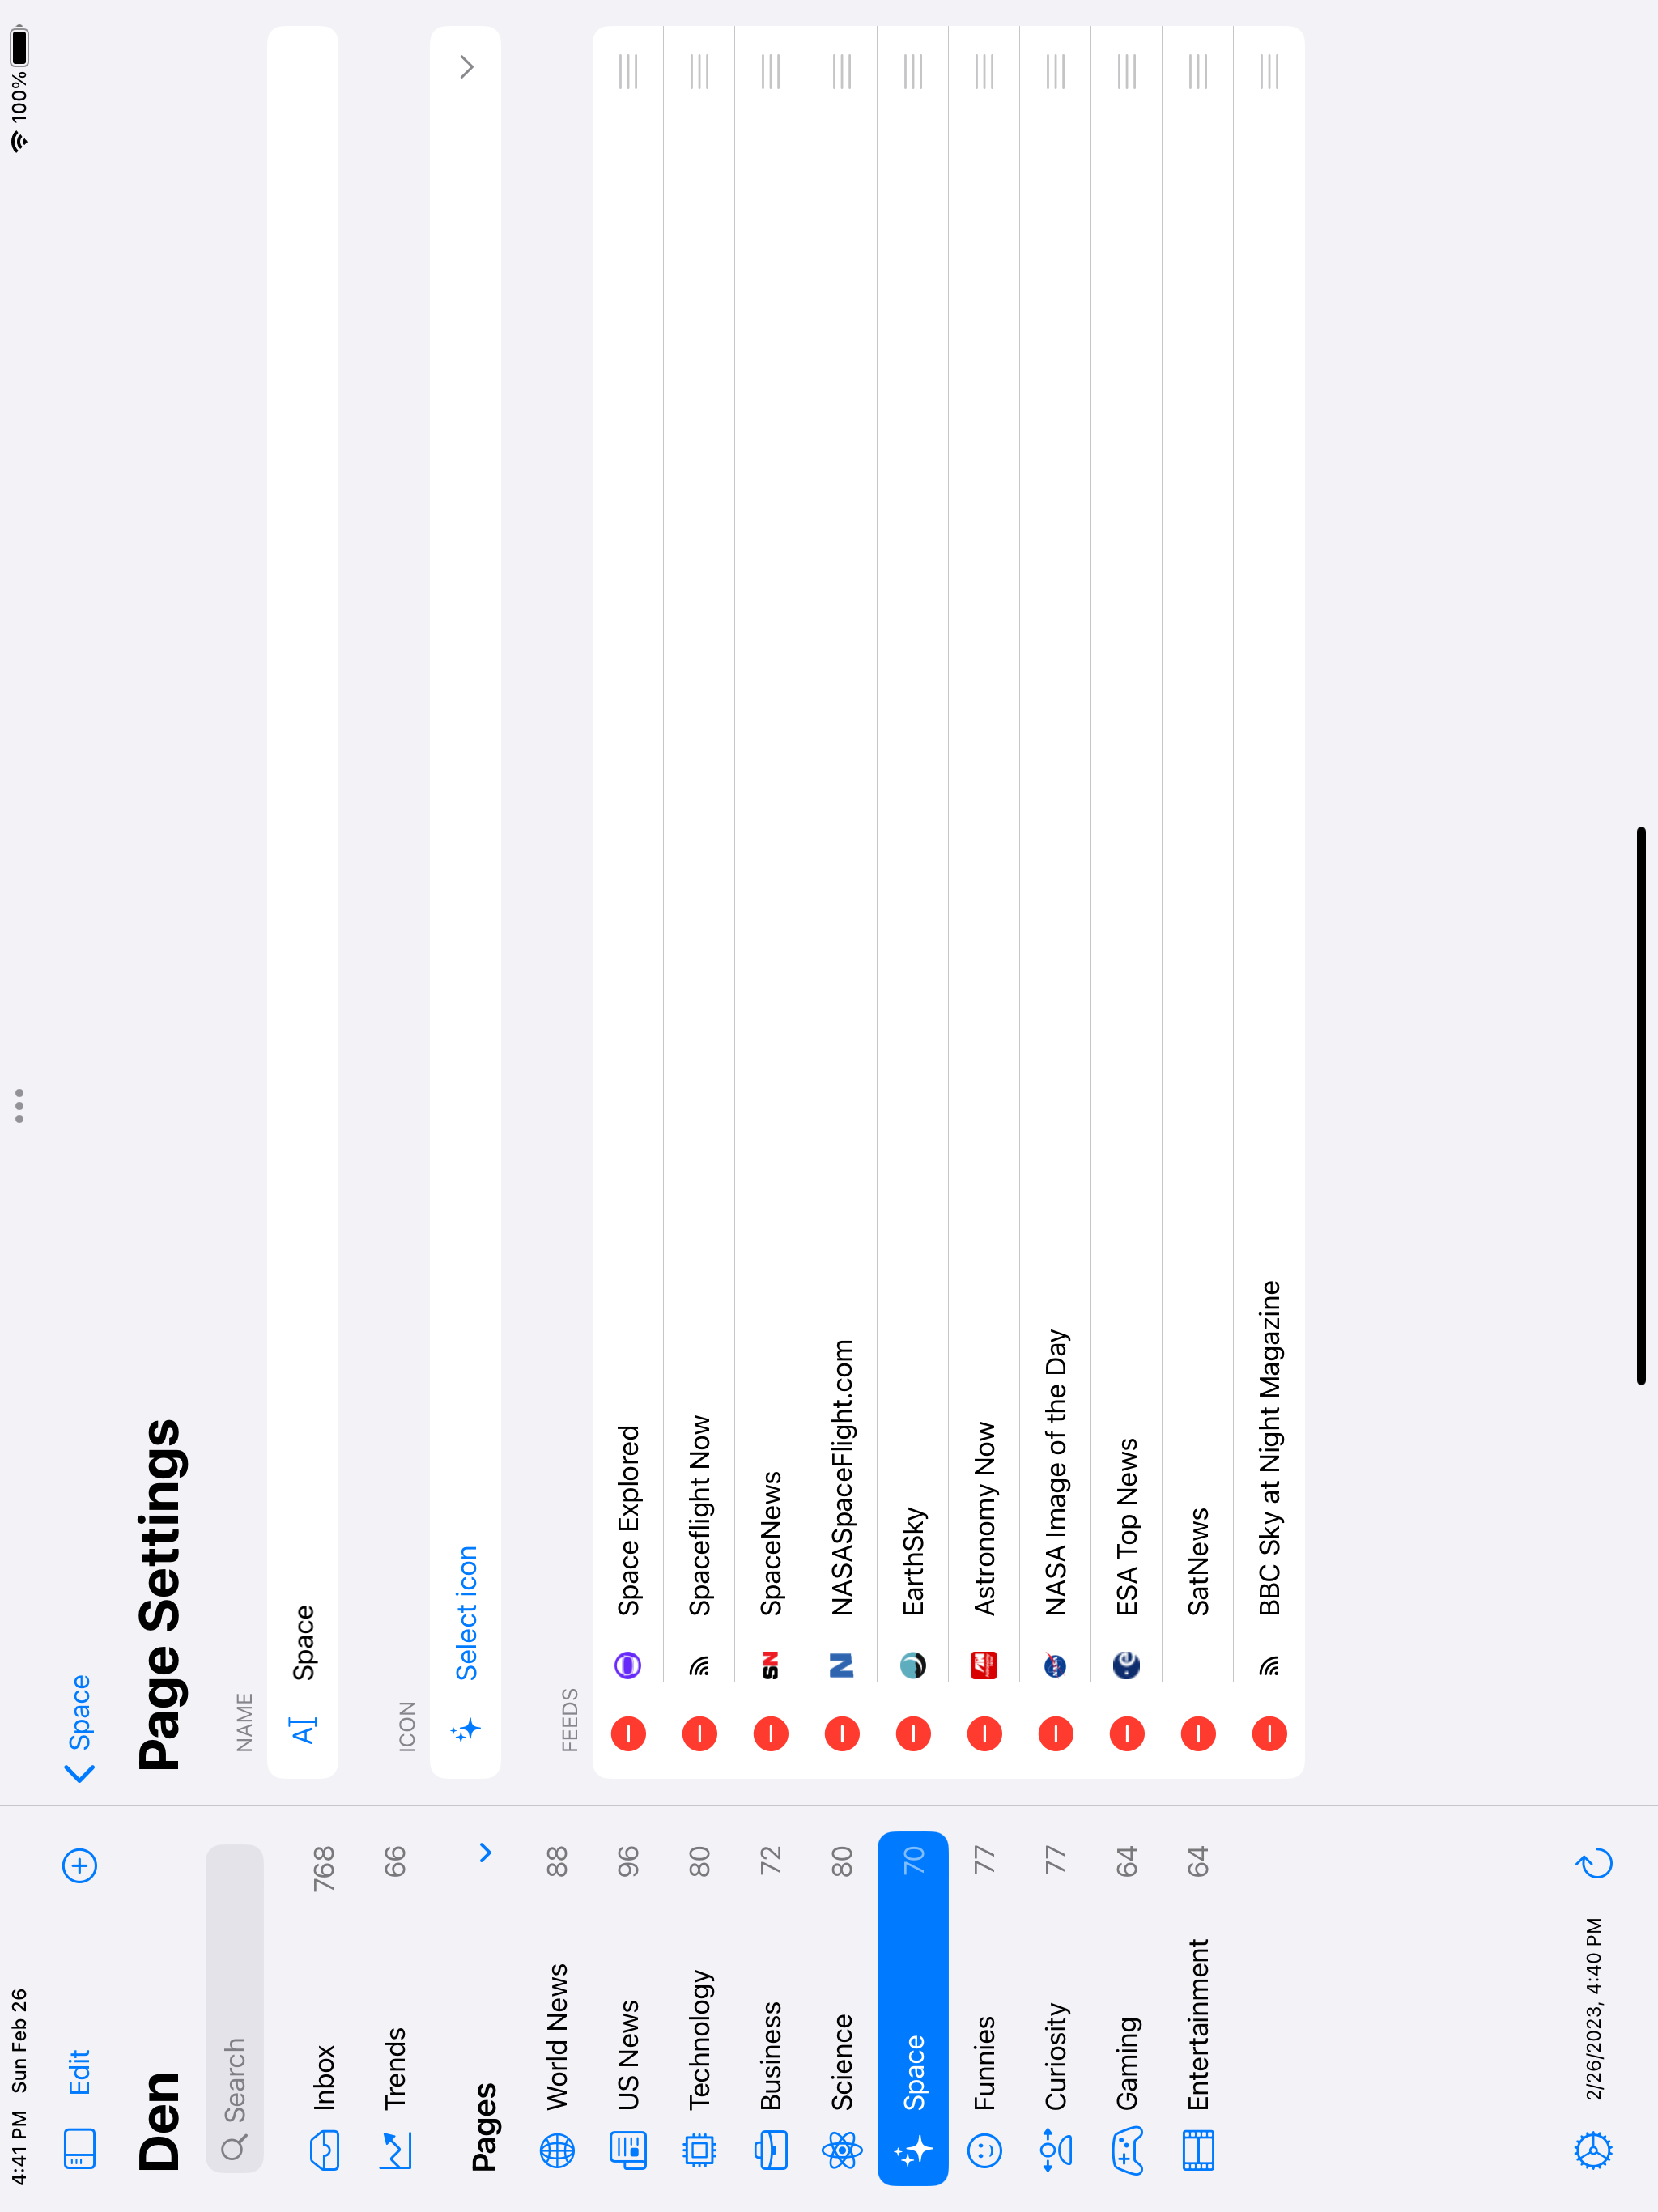 4:41 PM Sun Feb 26
100%
Edit
Den
Search
Inbox 768
Trends 66
Pages
World News 88
US News 96
Technology 80
Business 72
Science 80
Space 70
Funnies 77
Curiosity 77
Gaming 64
Entertainment 64
2/26/2023, 4:40 PM
Space
Page Settings
NAME
Space
ICON
Select icon
FEEDS
Space Explored
Spaceflight Now
SN SpaceNews
N NASASpaceFlight.com
EarthSky
Astronomy Now
NASA NASA Image of the Day
e ESA Top News
SatNews
BBC Sky at Night Magazine